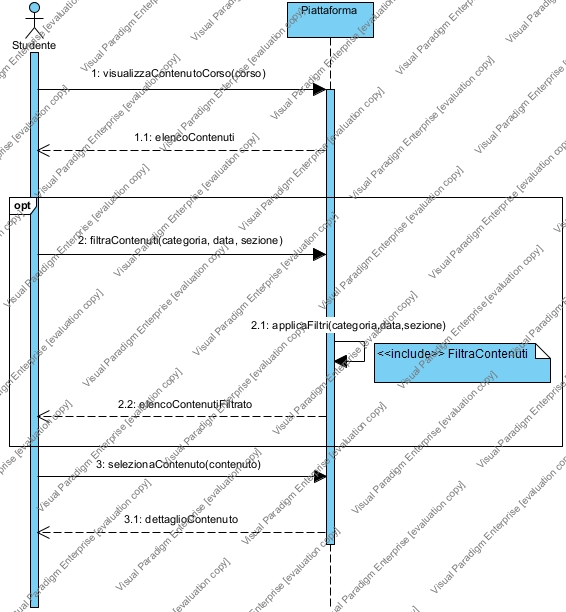 Piattaforma
Studente
1: visualizzaContenutoCorso(corso)
1.1: elencoContenuti
opt
2: filtraContenuti(categoria, data, sezione)
2.1: applicaFiltri(categoria,data,sezione)
<<include>> FiltraContenuti
2.2: elencoContenutiFiltrato
3: selezionaContenuto(contenuto)
3.1: dettaglioContenuto
Visual Paradigm Enterprise [evaluation copy]